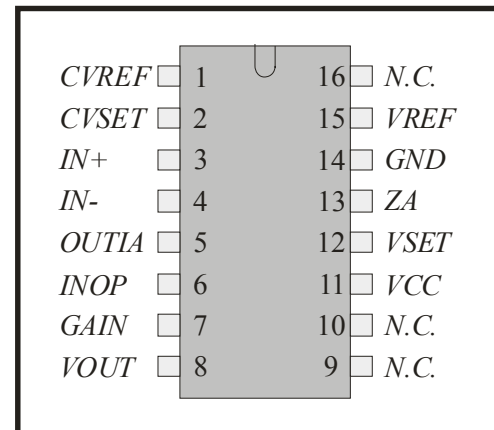 CVREF 1 16 N.C.
CVSET 2 15 VREF
IN+ 3 14 GND
IN- 4 13 ZA
OUTIA 5 12 VSET
INOP 6 11 VCC
GAIN 7 10 N.C.
VOUT 8 9 N.C.